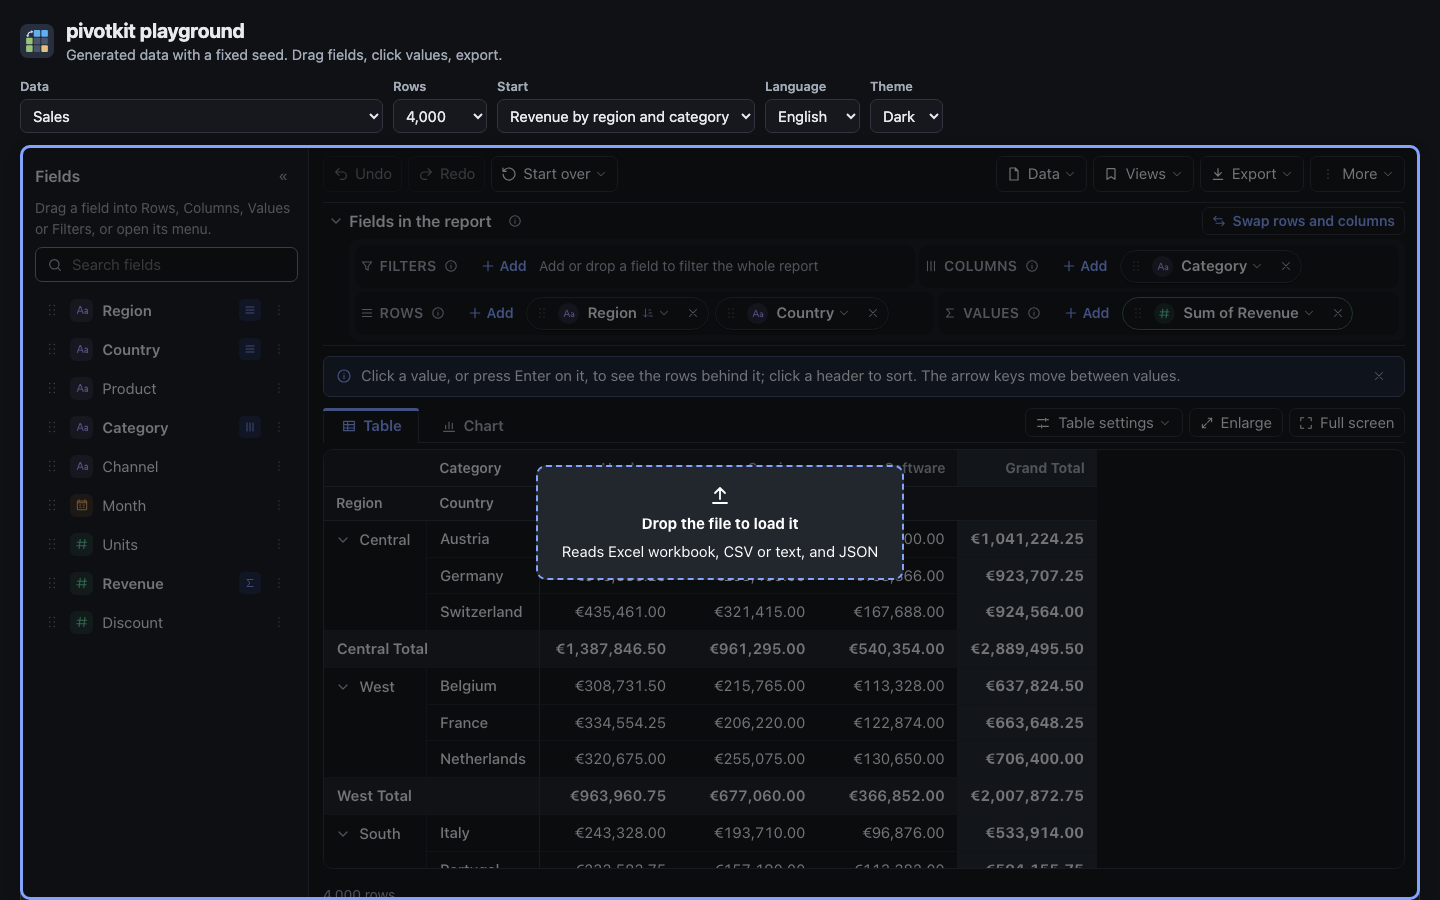 pivotkit playground
Generated data with a fixed seed. Drag fields, click values, export.
Data
Rows
Start
Language
Theme
Sales
4,000
Revenue by region and category
English
Dark
Fields
«
Drag a field into Rows, Columns, Values
or Filters, or open its menu.
Search fields
Aa Region
Aa Country
Aa Product
Aa Category
Aa Channel
Month
# Units
# Revenue Σ
# Discount
Undo
Redo
Start over
Data
Views
Export
More
Fields in the report
Swap rows and columns
FILTERS
+ Add
Add or drop a field to filter the whole report
COLUMNS
+ Add
Aa Category
ROWS
+ Add
Aa Region
Aa Country
Σ VALUES
+ Add
# Sum of Revenue
Click a value, or press Enter on it, to see the rows behind it; click a header to sort. The arrow keys move between values.
Table
Chart
Table settings
Enlarge
Full screen
Category
Grand Total
Region Country
Drop the file to load it
Reads Excel workbook, CSV or text, and JSON
Central Austria €1,041,224.25
Germany €923,707.25
Switzerland €435,461.00 €321,415.00 €167,688.00 €924,564.00
Central Total €1,387,846.50 €961,295.00 €540,354.00 €2,889,495.50
West Belgium €308,731.50 €215,765.00 €113,328.00 €637,824.50
France €334,554.25 €206,220.00 €122,874.00 €663,648.25
Netherlands €320,675.00 €255,075.00 €130,650.00 €706,400.00
West Total €963,960.75 €677,060.00 €366,852.00 €2,007,872.75
South Italy €243,328.00 €193,710.00 €96,876.00 €533,914.00
4,000 rows